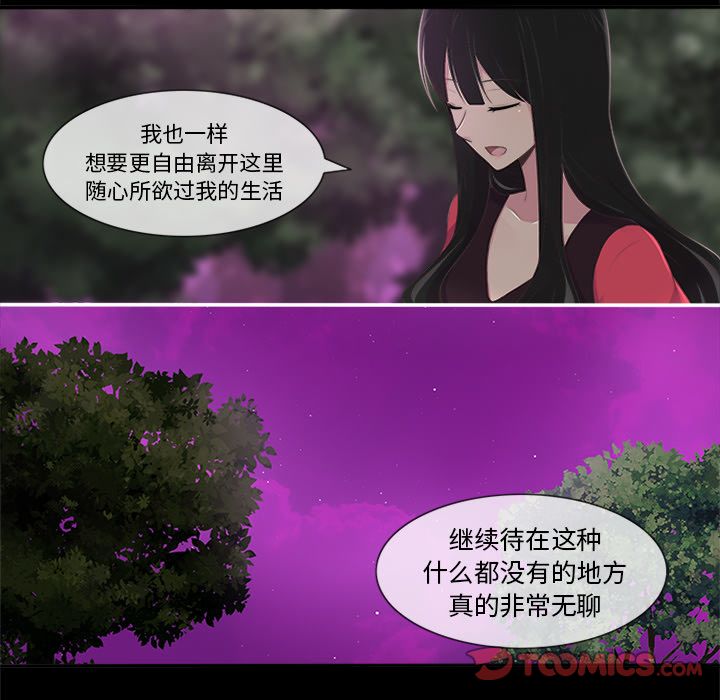 我也一样
想要更自由离开这里
随心所欲过我的生活
继续待在这种
什么都没有的地方
真的非常无聊
TOOMICS.COM